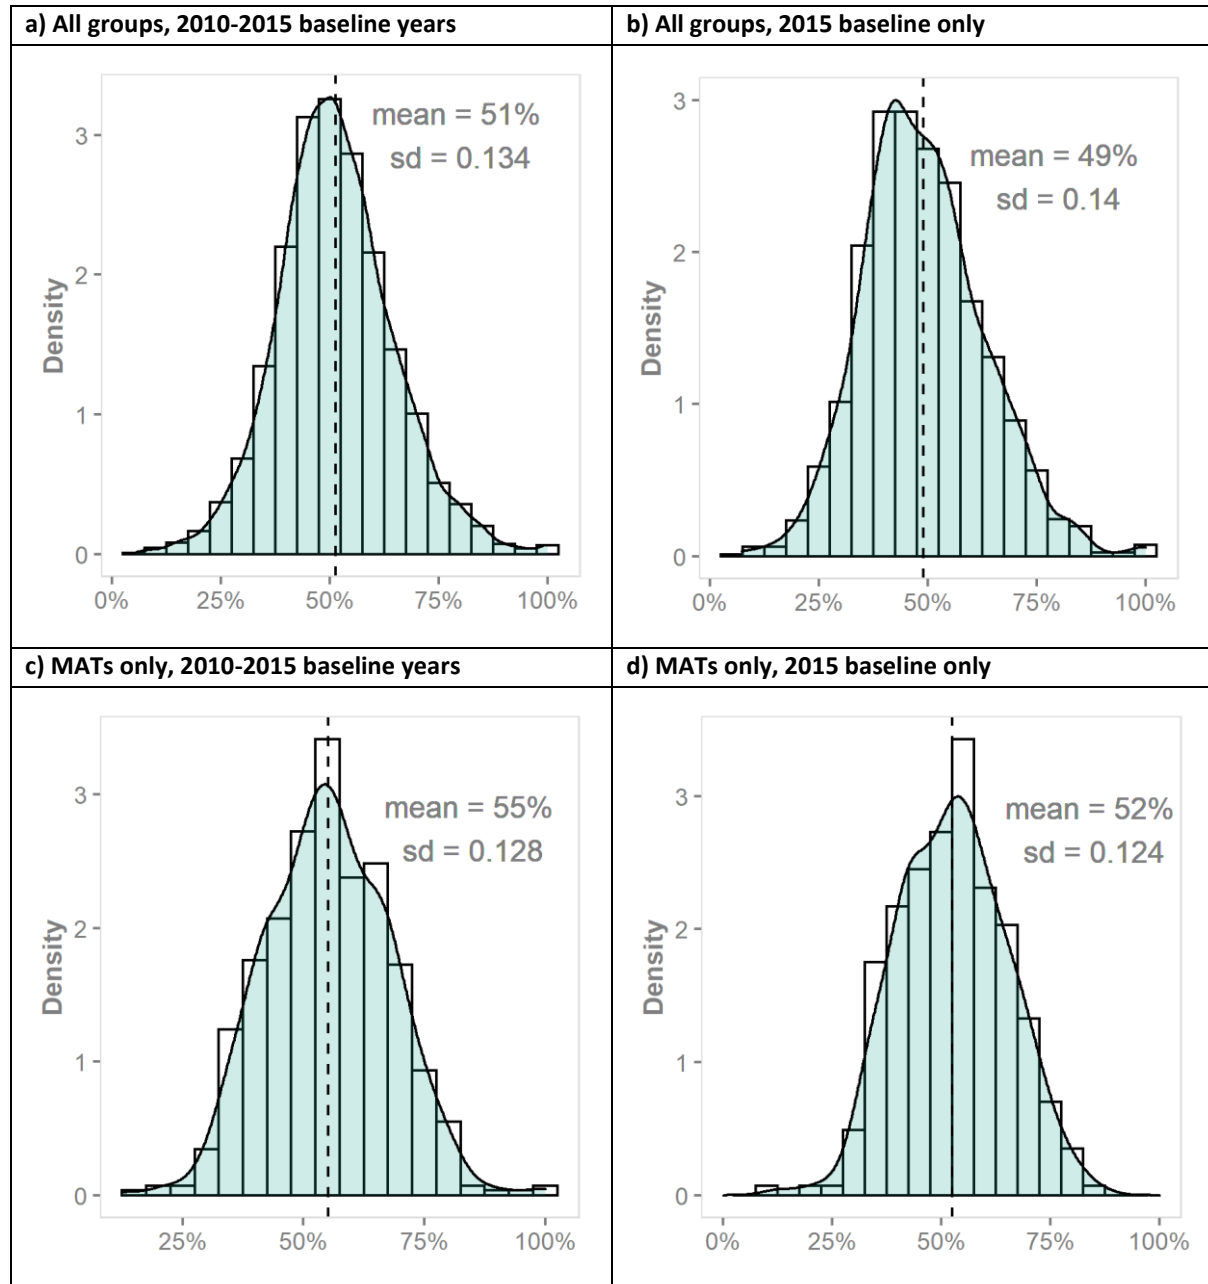 a) All groups, 2010-2015 baseline years
b) All groups, 2015 baseline only
mean = 51%
sd = 0.134
Density
3
2
1
0
0%
25%
50%
75%
100%
mean = 49%
sd = 0.14
Density
3
2
1
0
0%
25%
50%
75%
100%
c) MATs only, 2010-2015 baseline years
d) MATs only, 2015 baseline only
mean = 55%
sd = 0.128
Density
3
2
1
0
25%
50%
75%
100%
mean = 52%
sd = 0.124
Density
3
2
1
0
0%
25%
50%
75%
100%